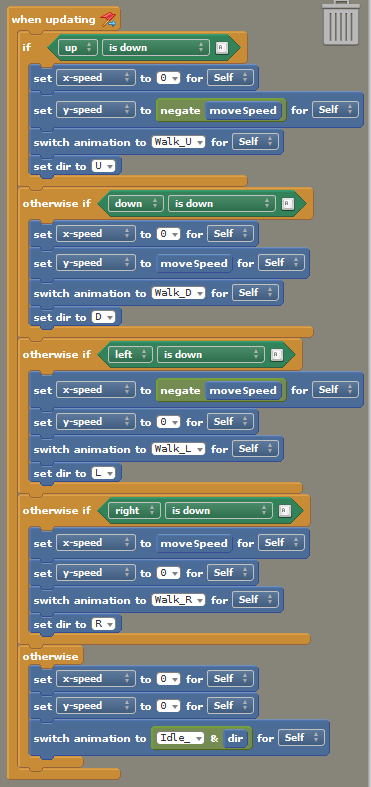 when updating
if up is down
set x-speed to 0 for Self
set y-speed to negate moveSpeed for Self
switch animation to Walk_U for Self
set dir to U
otherwise if down is down
set x-speed to 0 for Self
set y-speed to moveSpeed for Self
switch animation to Walk_D for Self
set dir to D
otherwise if left is down
set x-speed to negate moveSpeed for Self
set y-speed to 0 for Self
switch animation to Walk_L for Self
set dir to L
otherwise if right is down
set x-speed to moveSpeed for Self
set y-speed to 0 for Self
switch animation to Walk_R for Self
set dir to R
otherwise
set x-speed to 0 for Self
set y-speed to 0 for Self
switch animation to Idle_ & dir for Self